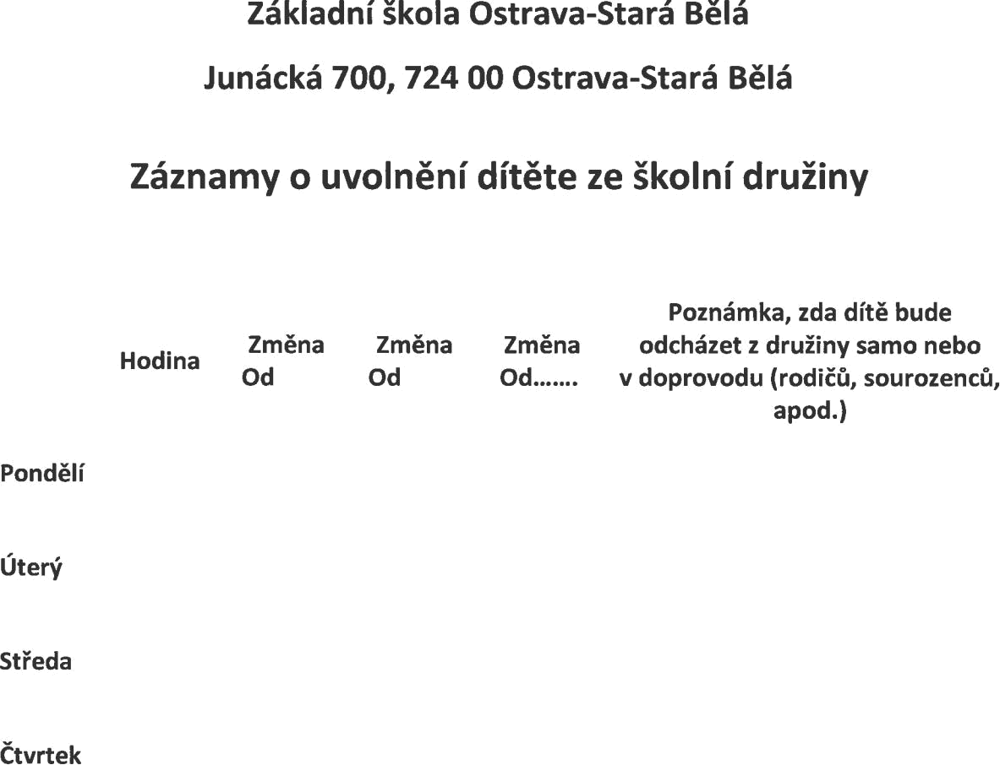 Základní škola Ostrava-Stará Bělá
Junácká 700, 724 00 Ostrava-Stará Bělá
Záznamy o uvolnění dítěte ze školní družiny
Hodina
Změna
Od
Změna
Od
Změna
Od.......
Poznámka, zda dítě bude
odcházet z družiny samo nebo
v doprovodu (rodičů, sourozenců,
apod.)
Pondělí
Úterý
Středa
Čtvrtek